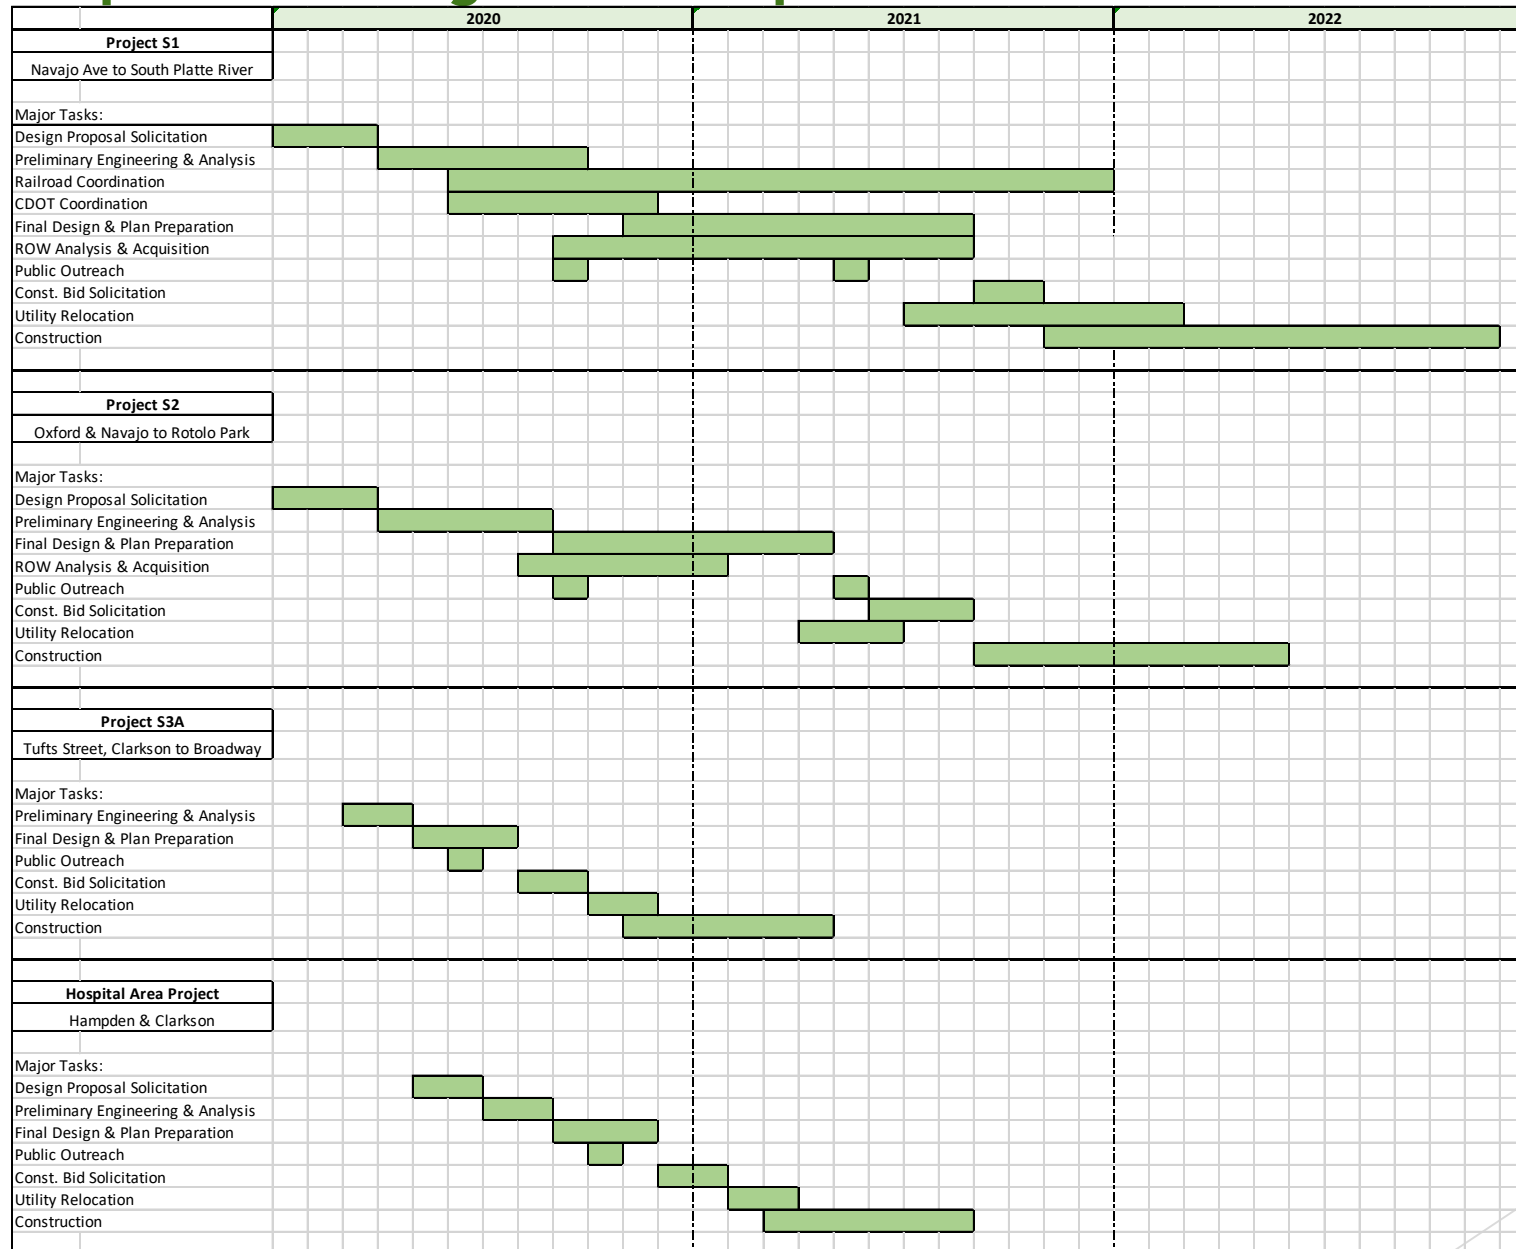 2020 2021 2022
Project S1
Navajo Ave to South Platte River
Major Tasks:
Design Proposal Solicitation
Preliminary Engineering & Analysis
Railroad Coordination
CDOT Coordination
Final Design & Plan Preparation
ROW Analysis & Acquisition
Public Outreach
Const. Bid Solicitation
Utility Relocation
Construction
Project S2
Oxford & Navajo to Rotolo Park
Major Tasks:
Design Proposal Solicitation
Preliminary Engineering & Analysis
Final Design & Plan Preparation
ROW Analysis & Acquisition
Public Outreach
Const. Bid Solicitation
Utility Relocation
Construction
Project S3A
Tufts Street, Clarkson to Broadway
Major Tasks:
Preliminary Engineering & Analysis
Final Design & Plan Preparation
Public Outreach
Const. Bid Solicitation
Utility Relocation
Construction
Hospital Area Project
Hampden & Clarkson
Major Tasks:
Design Proposal Solicitation
Preliminary Engineering & Analysis
Final Design & Plan Preparation
Public Outreach
Const. Bid Solicitation
Utility Relocation
Construction